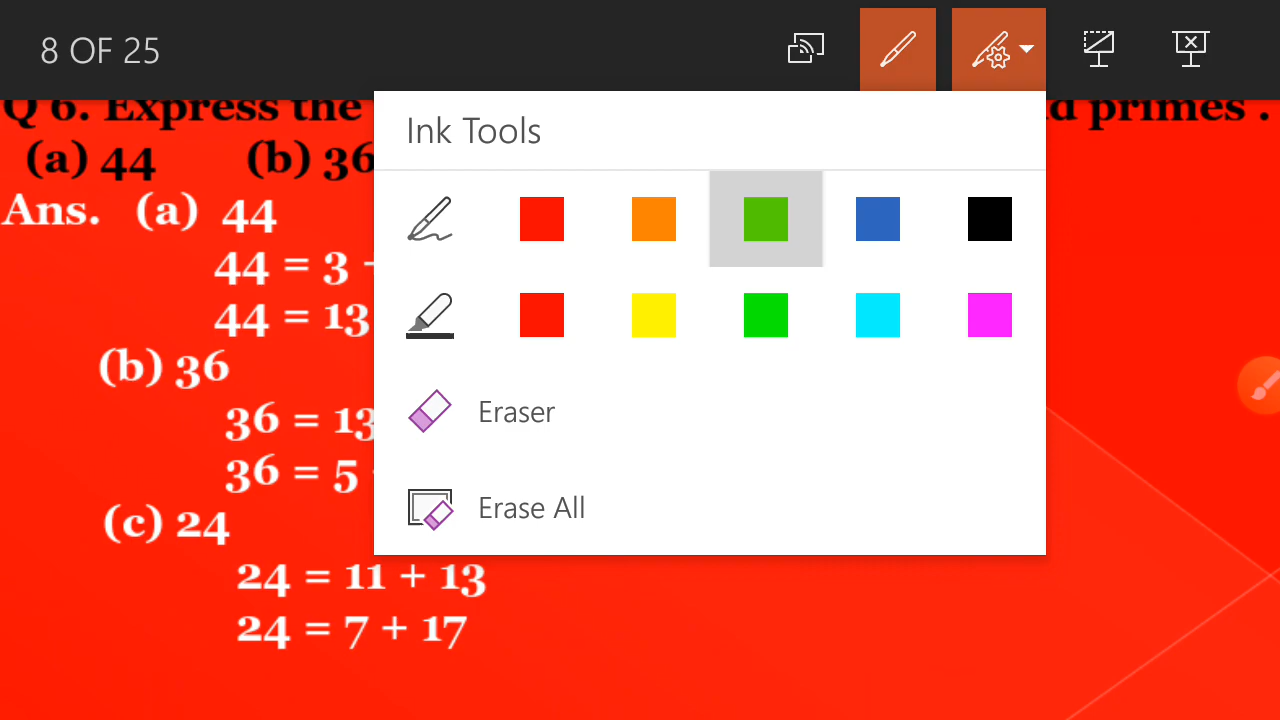 8 OF 25
Q 6. Express the
d primes .
(a) 44 (b) 36
Ans. (a) 44
44 = 3
44 = 13
(b) 36
36 = 13
36 = 5
(c) 24
24 = 11 + 13
24 = 7 + 17
Ink Tools
Eraser
Erase All